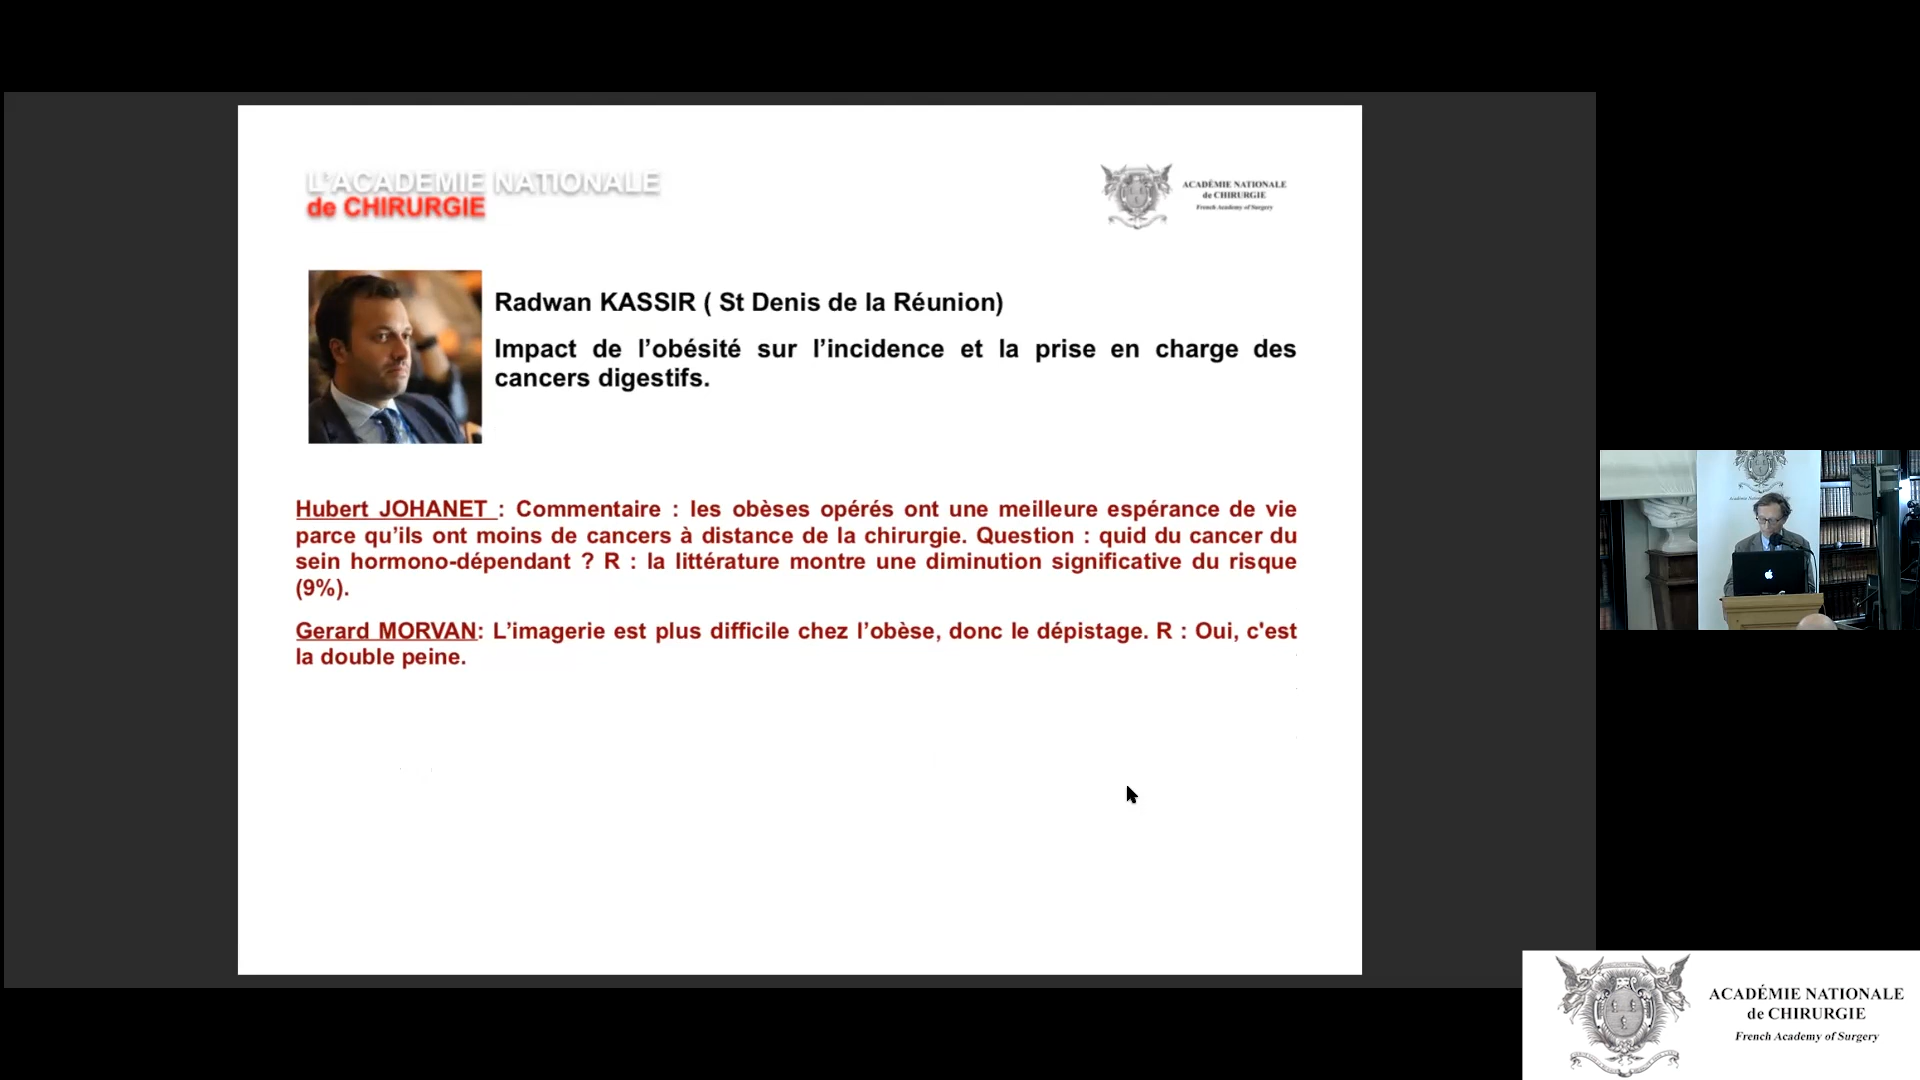 L'ACADEMIE NATIONALE
de CHIRURGIE
ACADÉMIE NATIONALE
de CHIRURGIE
French Academy of Surgery
Radwan KASSIR ( St Denis de la Réunion)
Impact de l’obésité sur l’incidence et la prise en charge des
cancers digestifs.
Hubert JOHANET : Commentaire : les obèses opérés ont une meilleure espérance de vie
parce qu’ils ont moins de cancers à distance de la chirurgie. Question : quid du cancer du
sein hormono-dépendant ? R : la littérature montre une diminution significative du risque
(9%).
Gerard MORVAN: L’imagerie est plus difficile chez l’obèse, donc le dépistage. R : Oui, c'est
la double peine.
ACADÉMIE NATIONALE
de CHIRURGIE
French Academy of Surgery